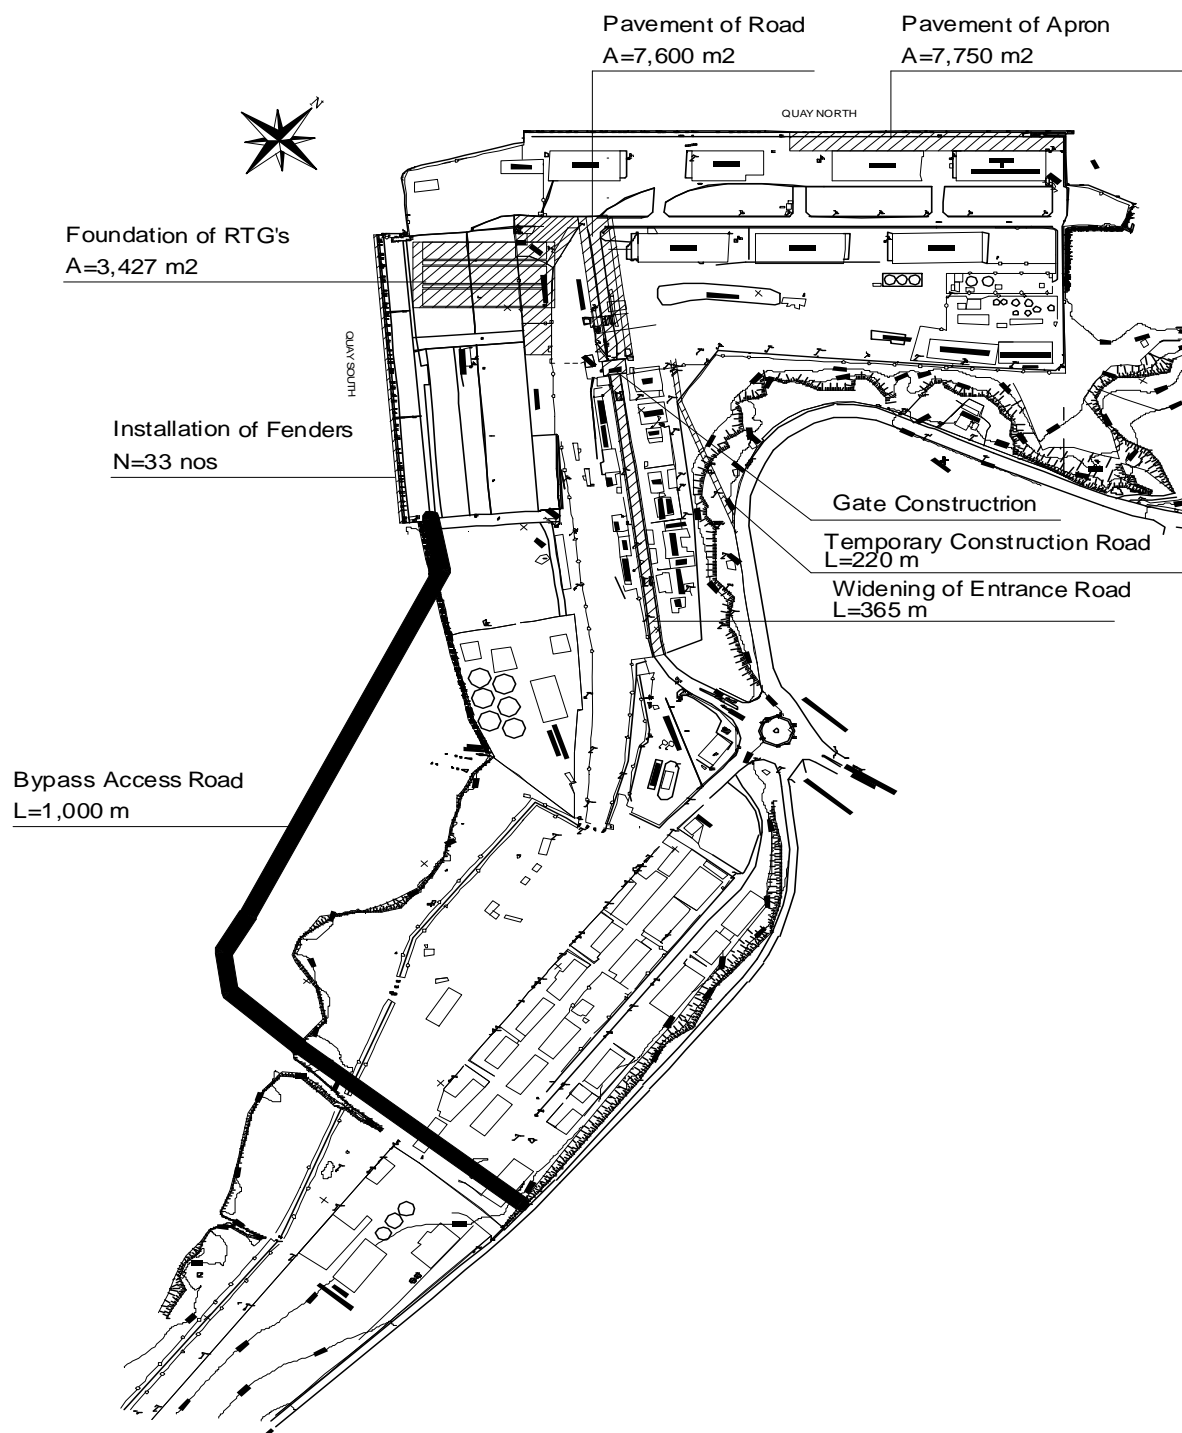 Pavement of Road
A=7,600 m2
Pavement of Apron
A=7,750 m2
N
QUAY NORTH
Foundation of RTG's
A=3,427 m2
QUAY SOUTH
Installation of Fenders
N=33 nos
Gate Constructrion
Temporary Construction Road
L=220 m
Widening of Entrance Road
L=365 m
Bypass Access Road
L=1,000 m